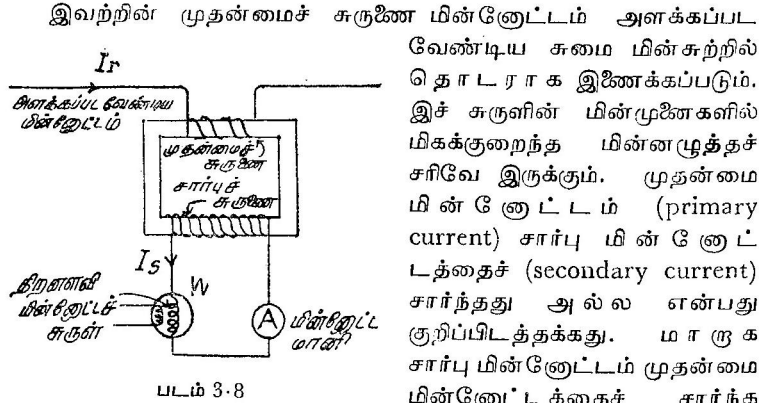 இவற்றின் முதன்மைச் சுருணை மின்னோட்டம் அளக்கப்பட
வேண்டிய சுமை மின்சுற்றில்
தொடராக இணைக்கப்படும்.
இச் சுருளின் மின்முனைகளில்
மிகக்குறைந்த மின்னழுத்தச்
சரிவே இருக்கும். முதன்மை
மின்னோட்டம் (primary
current) சார்பு மின்னோட்
டத்தைச் (secondary current)
சார்ந்தது அல்ல என்பது
குறிப்பிடத்தக்கது. மாறாக
சார்பு மின்னோட்டம் முதன்மை
மின்னோட்டத்தைச் சார்ந்த
Ir
அளக்கப்படவேண்டிய
மின்னோட்டம்
முதன்மைச்
சுருணை
சார்புச்
சுருணை
Is
W
திறனளவி
மின்னோட்டச்
சுருள்
A
மின்னோட்ட
மானி
படம் 3·8